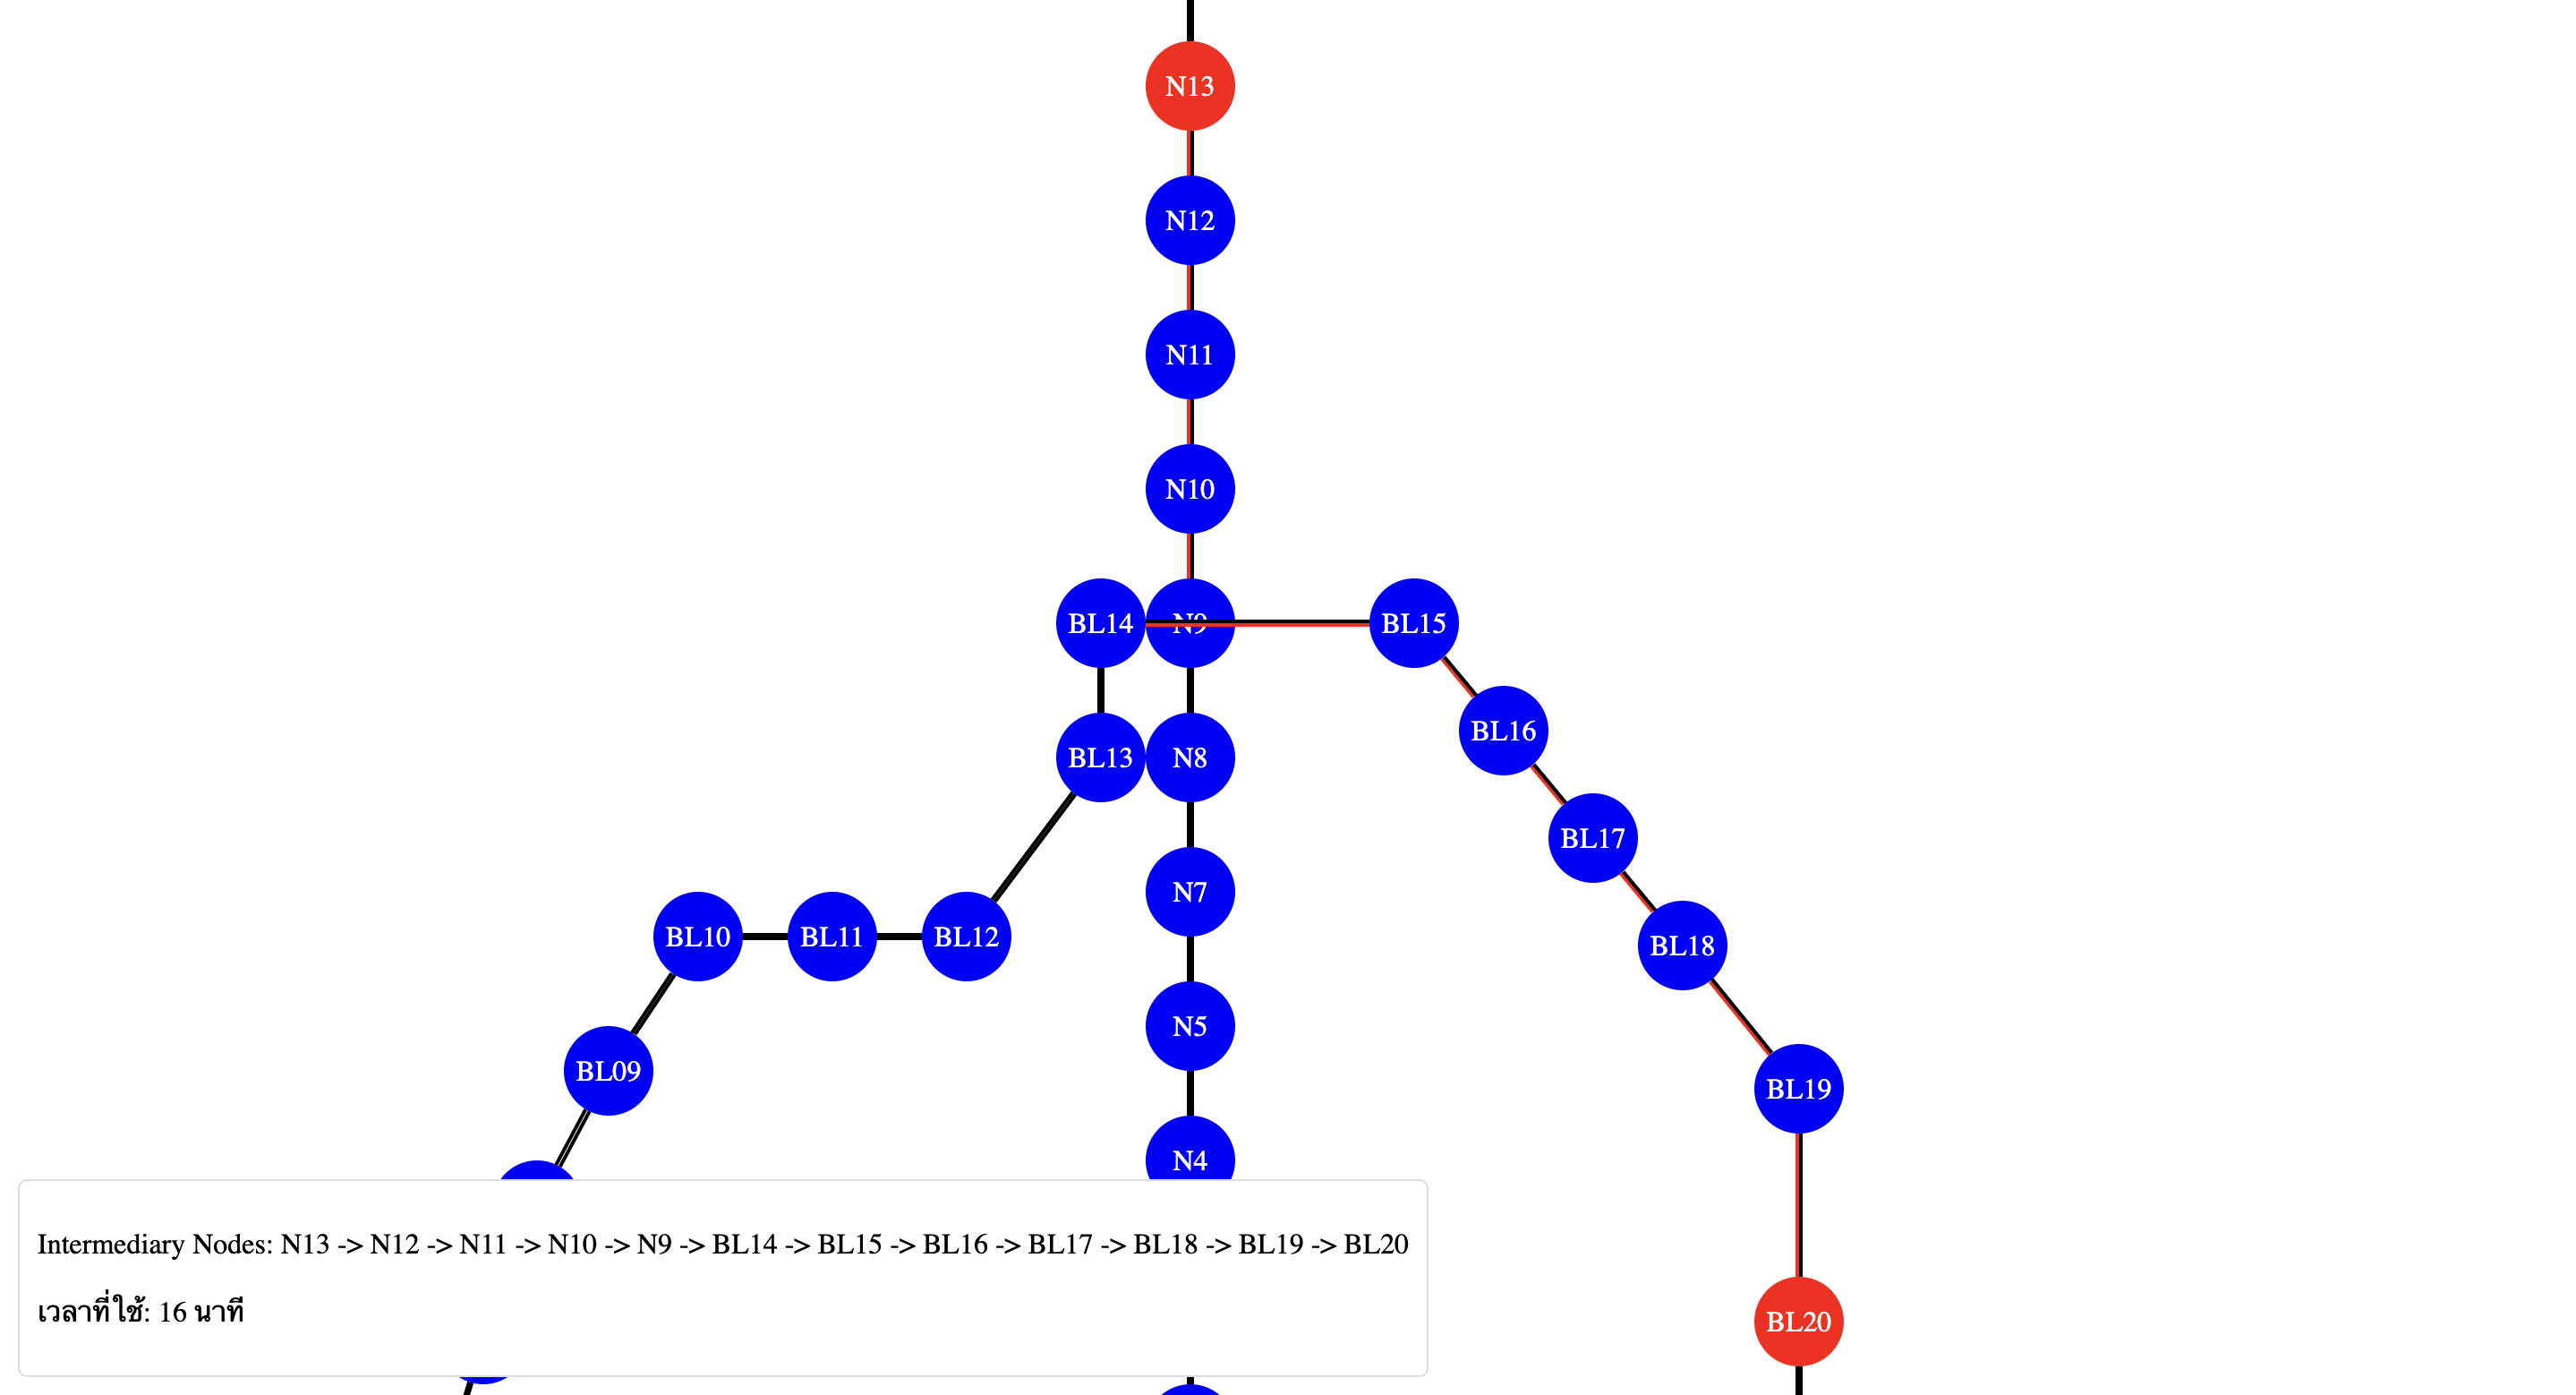 N13
N12
N11
N10
BL14 N9 BL15
BL16
BL13 N8
BL17
N7
BL10 BL11 BL12
BL18
N5
BL09
BL19
N4
Intermediary Nodes: N13 -> N12 -> N11 -> N10 -> N9 -> BL14 -> BL15 -> BL16 -> BL17 -> BL18 -> BL19 -> BL20
เวลาที่ใช้: 16 นาที
BL20